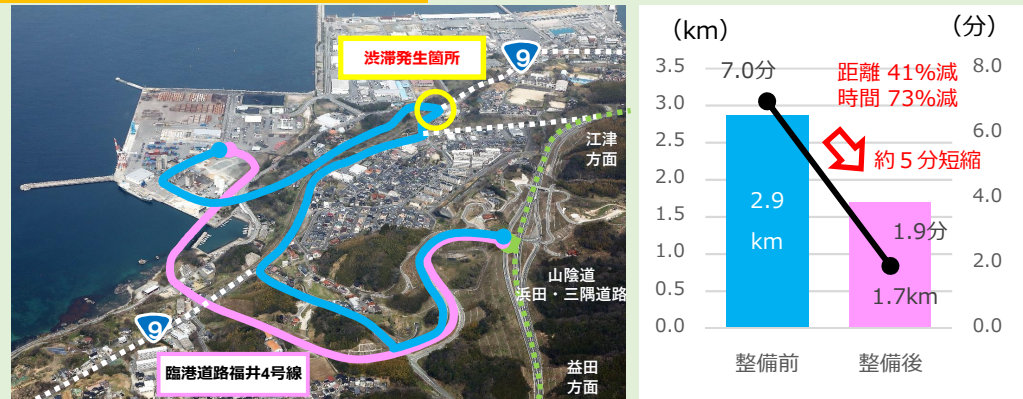 渋滞発生箇所
9
江津
方面
山陰道
浜田・三隅道路
9
臨港道路福井4号線
益田
方面
（km）
（分）
3.5
3.0
2.5
2.0
1.5
1.0
0.5
0.0
7.0分
距離 41%減
時間 73%減
約５分短縮
2.9
km
1.9分
1.7km
8.0
6.0
4.0
2.0
0.0
整備前
整備後